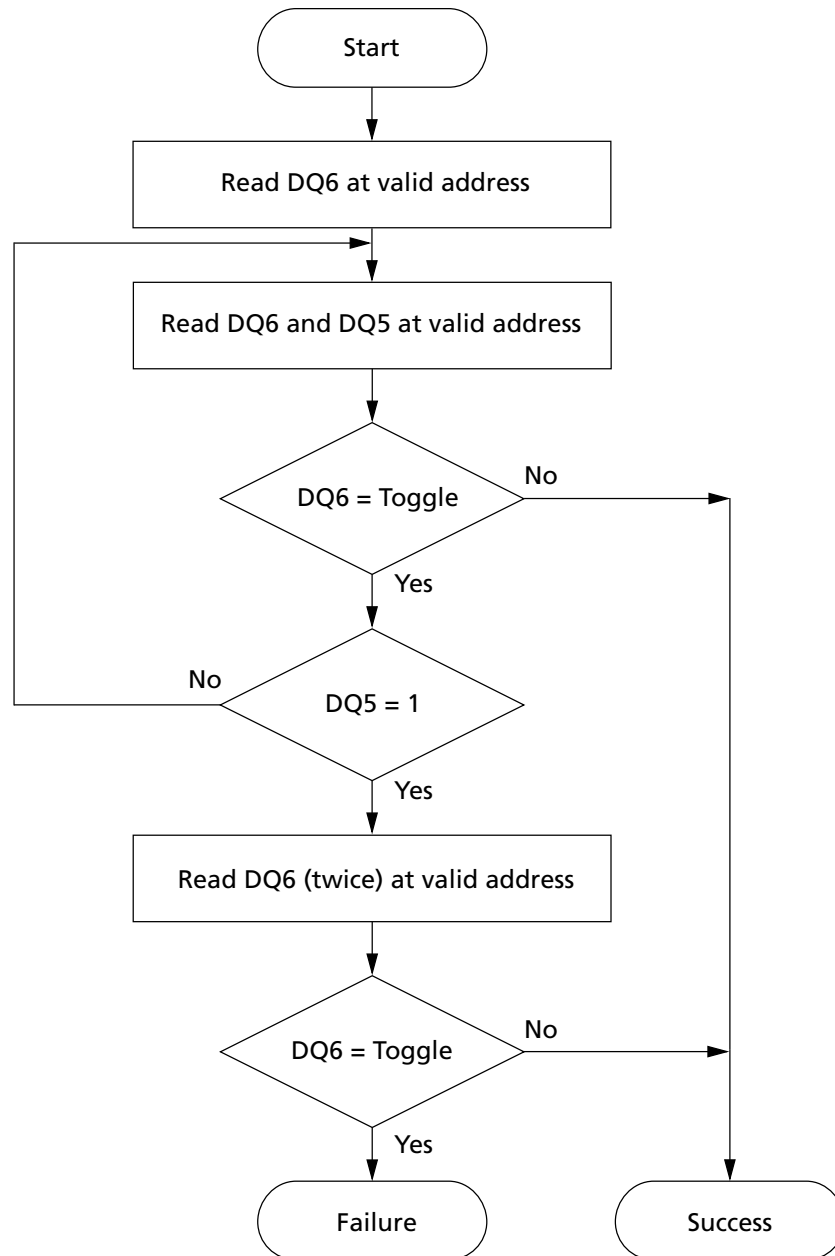 Start
Read DQ6 at valid address
Read DQ6 and DQ5 at valid address
DQ6 = Toggle
No
Yes
No
DQ5 = 1
Yes
Read DQ6 (twice) at valid address
DQ6 = Toggle
No
Yes
Failure
Success